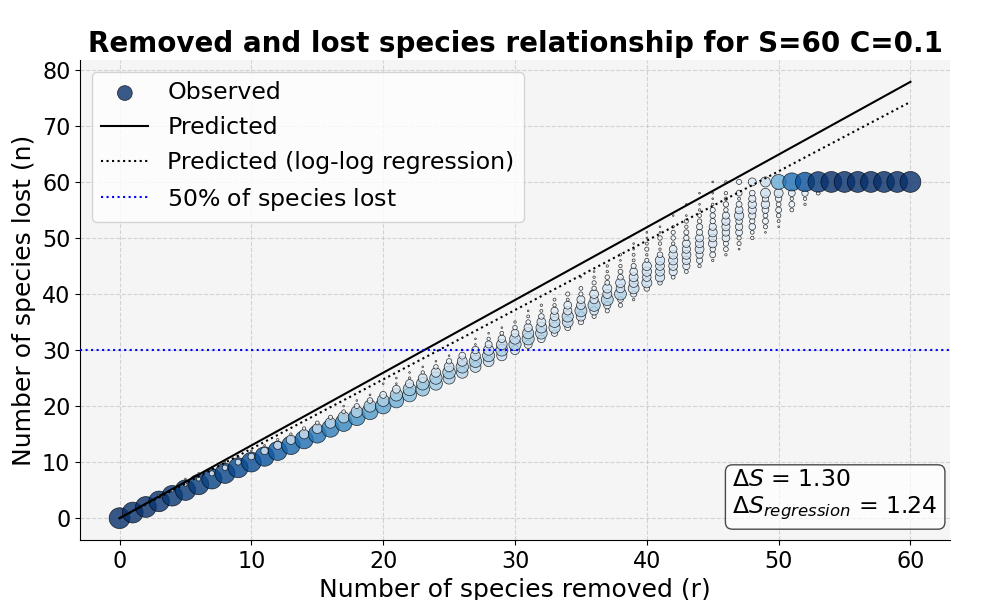 Removed and lost species relationship for S=60 C=0.1
Number of species lost (n)
80
70
60
50
40
30
20
10
0
Observed
Predicted
Predicted (log-log regression)
50% of species lost
ΔS = 1.30
ΔS_regression = 1.24
0 10 20 30 40 50 60
Number of species removed (r)